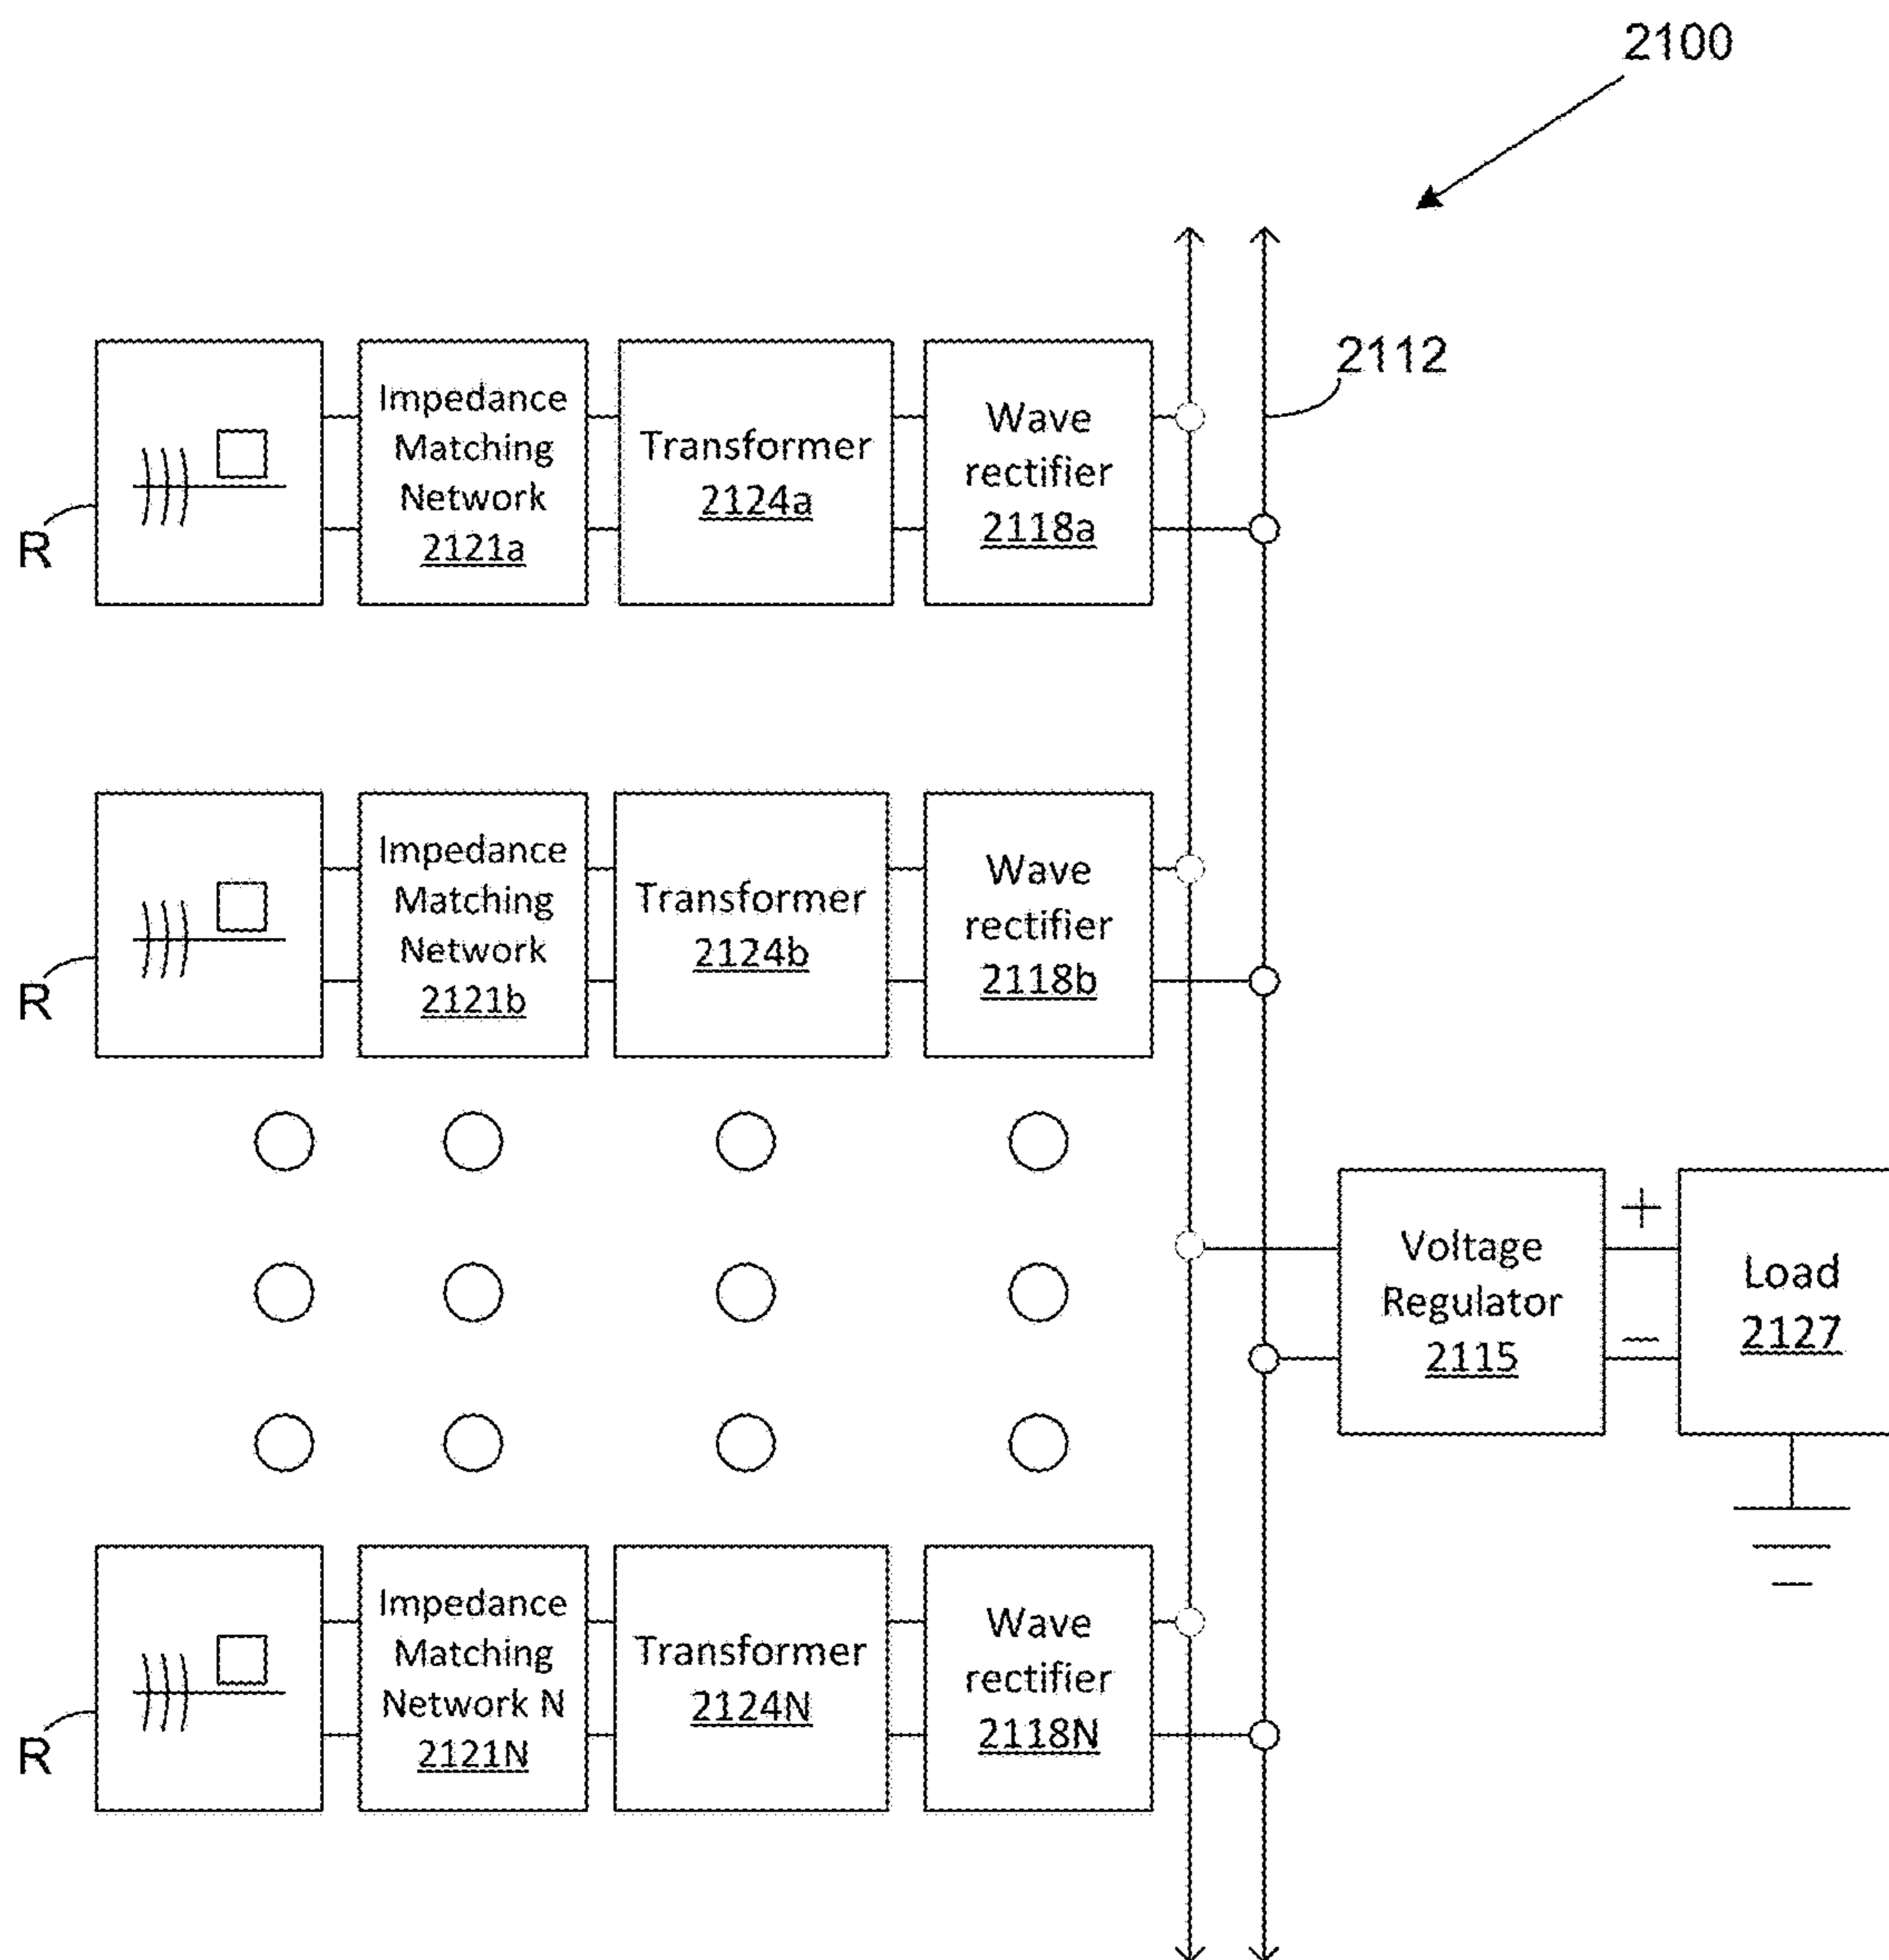 2100
2112
R
Impedance
Matching
Network
2121a
Transformer
2124a
Wave
rectifier
2118a
R
Impedance
Matching
Network
2121b
Transformer
2124b
Wave
rectifier
2118b
Voltage
Regulator
2115
+
−
Load
2127
R
Impedance
Matching
Network N
2121N
Transformer
2124N
Wave
rectifier
2118N